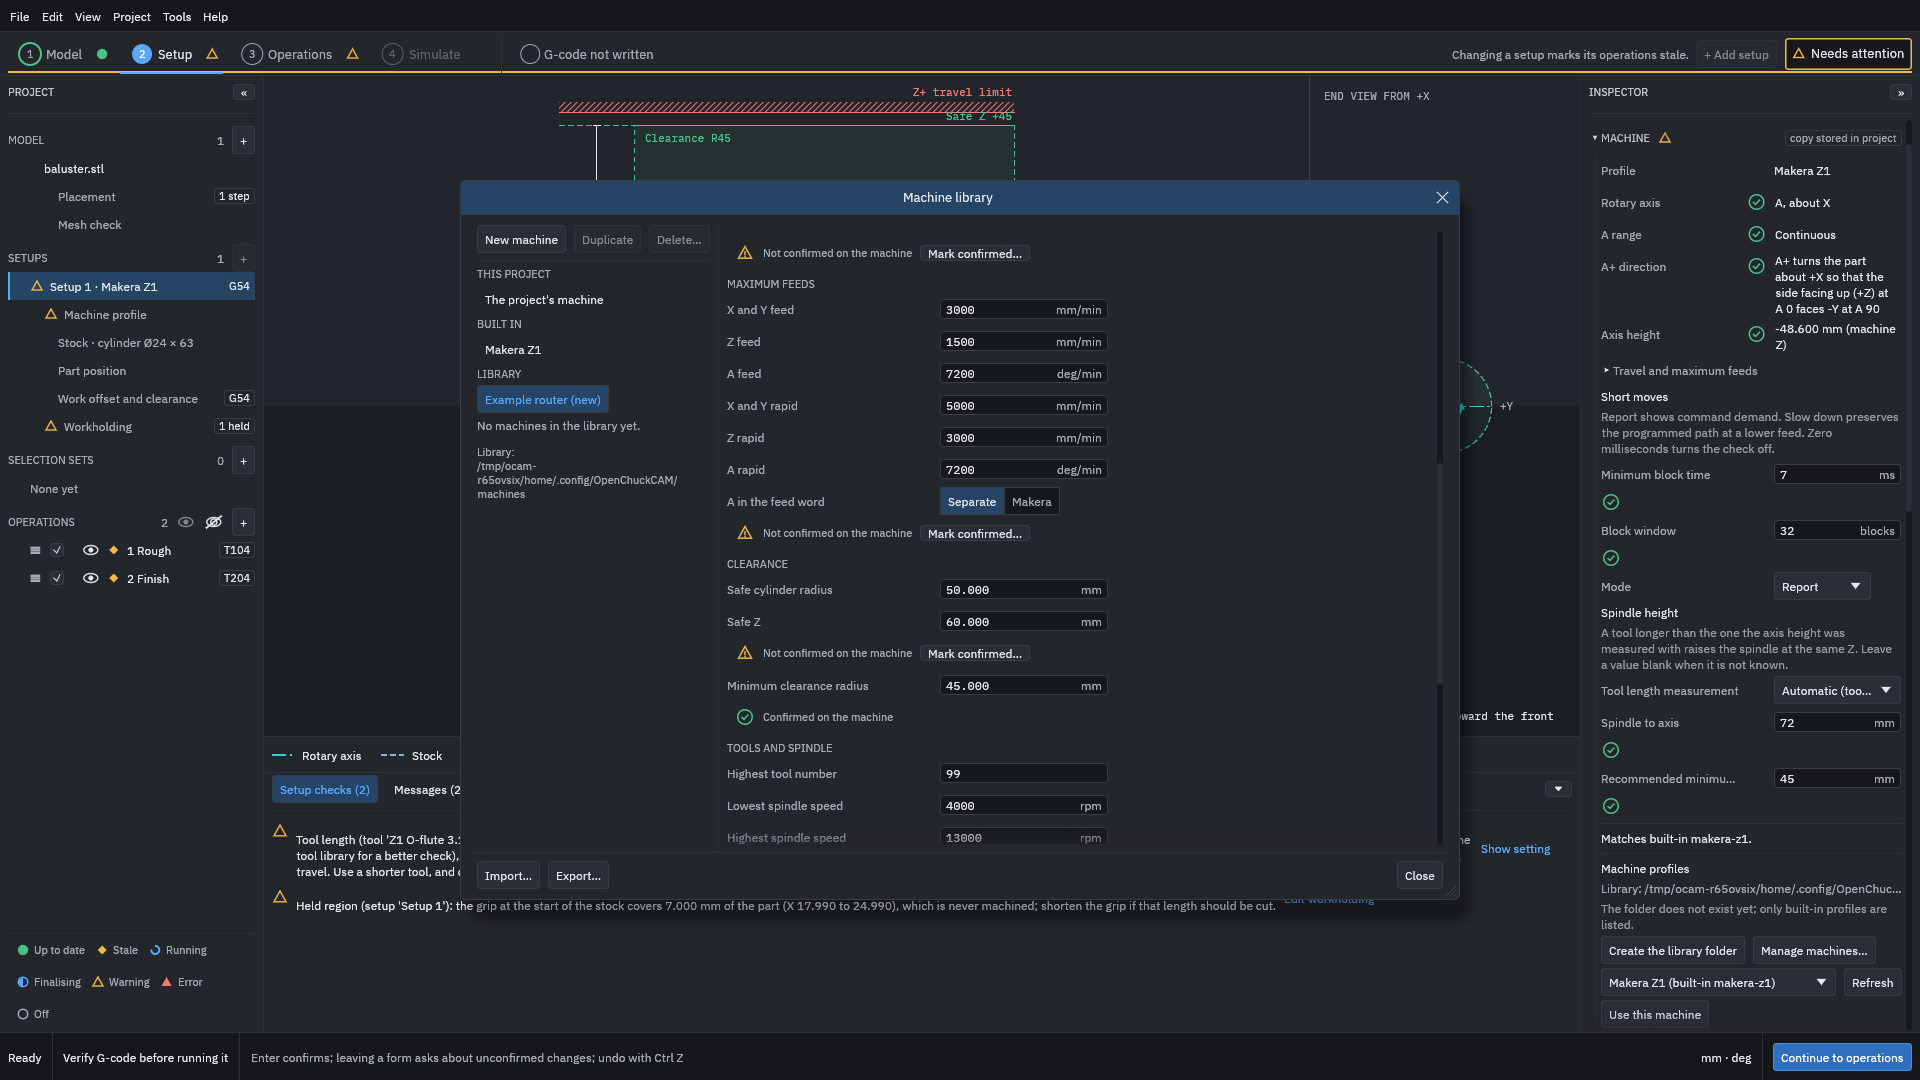 File Edit View Project Tools Help
1 Model 2 Setup 3 Operations 4 Simulate G-code not written Changing a setup marks its operations stale. + Add setup Needs attention
PROJECT «
MODEL 1 +
baluster.stl
Placement 1 step
Mesh check
SETUPS 1 +
Setup 1 · Makera Z1 G54
Machine profile
Stock · cylinder Ø24 × 63
Part position
Work offset and clearance G54
Workholding 1 held
SELECTION SETS 0 +
None yet
OPERATIONS 2 +
1 Rough T104
2 Finish T204
Up to date Stale Running
Finalising Warning Error
Off
Z+ travel limit
Safe Z +45
Clearance R45
END VIEW FROM +X
+Y
ward the front
Rotary axis Stock
Setup checks (2) Messages (2
Tool length (tool 'Z1 O-flute 3.
tool library for a better check),
travel. Use a shorter tool, and
Show setting
Held region (setup 'Setup 1'): the grip at the start of the stock covers 7.000 mm of the part (X 17.990 to 24.990), which is never machined; shorten the grip if that length should be cut. Edit workholding
Machine library
New machine Duplicate Delete...
THIS PROJECT
The project's machine
BUILT IN
Makera Z1
LIBRARY
Example router (new)
No machines in the library yet.
Library:
/tmp/ocam-
r65ovsix/home/.config/OpenChuckCAM/
machines
Not confirmed on the machine Mark confirmed...
MAXIMUM FEEDS
X and Y feed 3000 mm/min
Z feed 1500 mm/min
A feed 7200 deg/min
X and Y rapid 5000 mm/min
Z rapid 3000 mm/min
A rapid 7200 deg/min
A in the feed word Separate Makera
Not confirmed on the machine Mark confirmed...
CLEARANCE
Safe cylinder radius 50.000 mm
Safe Z 60.000 mm
Not confirmed on the machine Mark confirmed...
Minimum clearance radius 45.000 mm
Confirmed on the machine
TOOLS AND SPINDLE
Highest tool number 99
Lowest spindle speed 4000 rpm
Highest spindle speed 13000 rpm
Import... Export... Close
INSPECTOR »
MACHINE copy stored in project
Profile Makera Z1
Rotary axis A, about X
A range Continuous
A+ direction A+ turns the part
about +X so that the
side facing up (+Z) at
A 0 faces -Y at A 90
Axis height -48.600 mm (machine
Z)
Travel and maximum feeds
Short moves
Report shows command demand. Slow down preserves
the programmed path at a lower feed. Zero
milliseconds turns the check off.
Minimum block time 7 ms
Block window 32 blocks
Mode Report
Spindle height
A tool longer than the one the axis height was
measured with raises the spindle at the same Z. Leave
a value blank when it is not known.
Tool length measurement Automatic (too...
Spindle to axis 72 mm
Recommended minimu... 45 mm
Matches built-in makera-z1.
Machine profiles
Library: /tmp/ocam-r65ovsix/home/.config/OpenChuc...
The folder does not exist yet; only built-in profiles are
listed.
Create the library folder Manage machines...
Makera Z1 (built-in makera-z1) Refresh
Use this machine
Ready Verify G-code before running it Enter confirms; leaving a form asks about unconfirmed changes; undo with Ctrl Z mm · deg Continue to operations